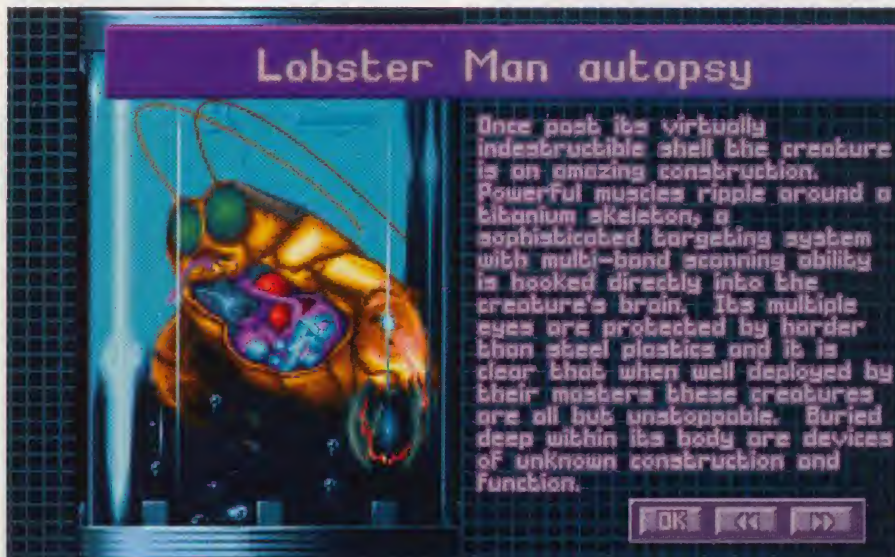 Lobster Man autopsy
Once past its virtually
indestructible shell the creature
is an amazing construction.
Powerful muscles ripple around a
titanium skeleton, a
sophisticated targeting system
with multi-band scanning ability
is hooked directly into the
creature's brain. Its multiple
eyes are protected by harder
than steel plastics and it is
clear that when well deployed by
their masters these creatures
are all but unstoppable. Buried
deep within its body are devices
of unknown construction and
function.
OK << >>